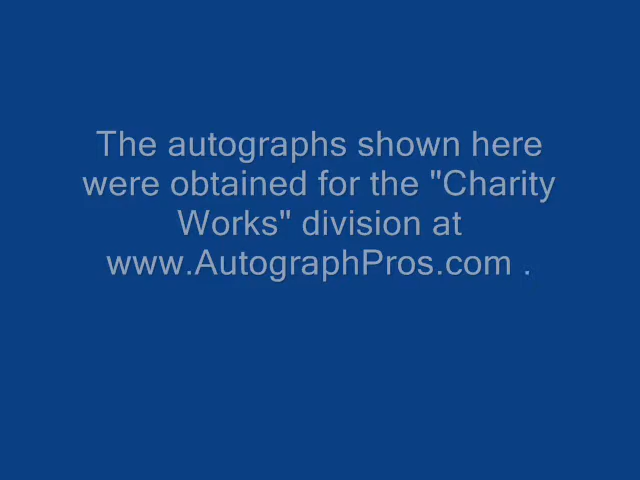 The autographs shown here
were obtained for the "Charity
Works" division at
www.AutographPros.com .